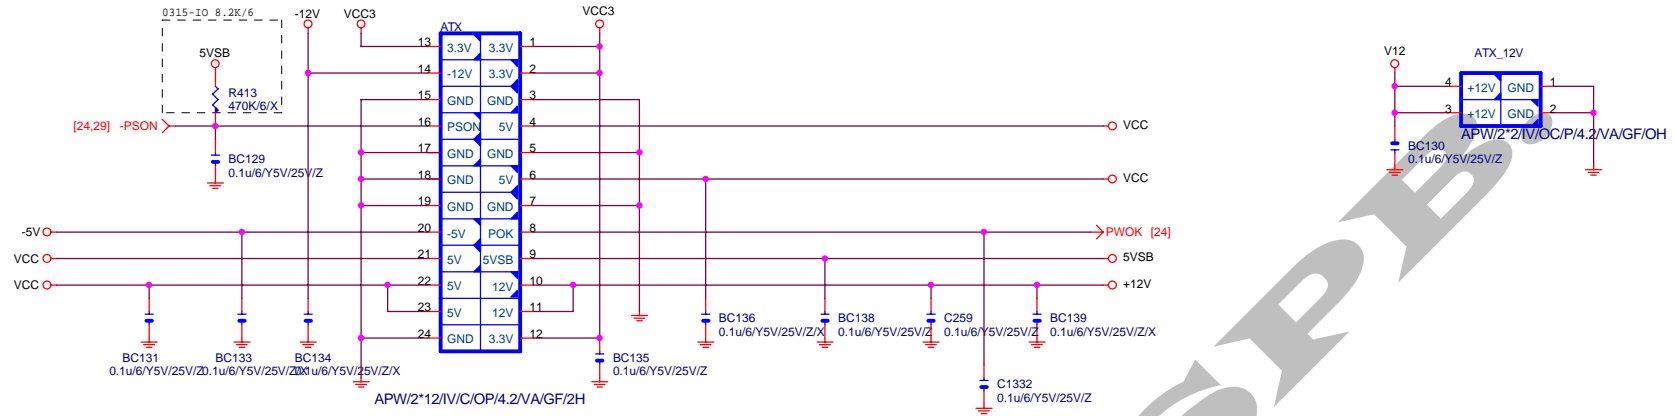 0315-IO 8.2K/6
-12V
VCC3
VCC3
5VSB
R413
470K/6/X
[24,29] -PSON
BC129
0.1u/6/Y5V/25V/Z
ATX
13 3.3V 3.3V 1
14 -12V 3.3V 2
15 GND GND 3
16 PSON 5V 4
17 GND GND 5
18 GND 5V 6
19 GND GND 7
20 -5V POK 8
21 5V 5VSB 9
22 5V 12V 10
23 5V 12V 11
24 GND 3.3V 12
VCC
VCC
PWOK [24]
5VSB
+12V
-5V
VCC
VCC
BC131
0.1u/6/Y5V/25V/Z
BC133
0.1u/6/Y5V/25V/Z/X
BC134
0.1u/6/Y5V/25V/Z/X
BC135
0.1u/6/Y5V/25V/Z
BC136
0.1u/6/Y5V/25V/Z/X
BC138
0.1u/6/Y5V/25V/Z
C259
0.1u/6/Y5V/25V/Z
BC139
0.1u/6/Y5V/25V/Z/X
C1332
0.1u/6/Y5V/25V/Z
APW/2*12/IV/C/OP/4.2/VA/GF/2H
V12
ATX_12V
4 +12V GND 1
3 +12V GND 2
APW/2*2/IV/OC/P/4.2/VA/GF/OH
BC130
0.1u/6/Y5V/25V/Z